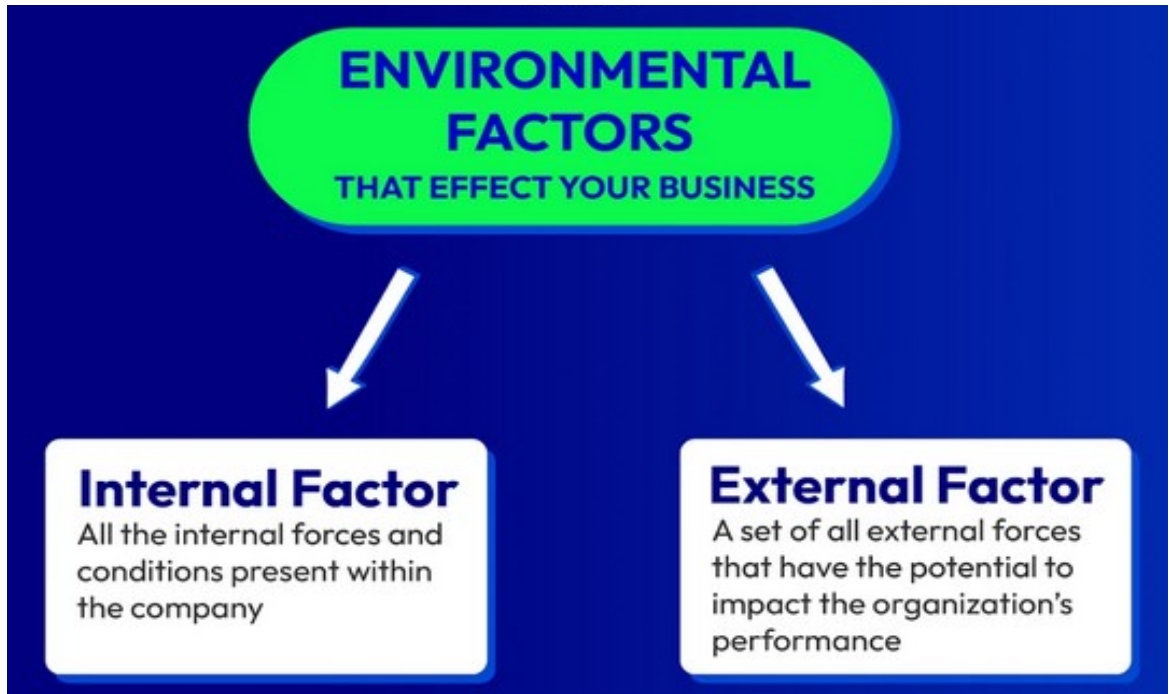 ENVIRONMENTAL
FACTORS
THAT EFFECT YOUR BUSINESS
Internal Factor
All the internal forces and
conditions present within
the company
External Factor
A set of all external forces
that have the potential to
impact the organization’s
performance